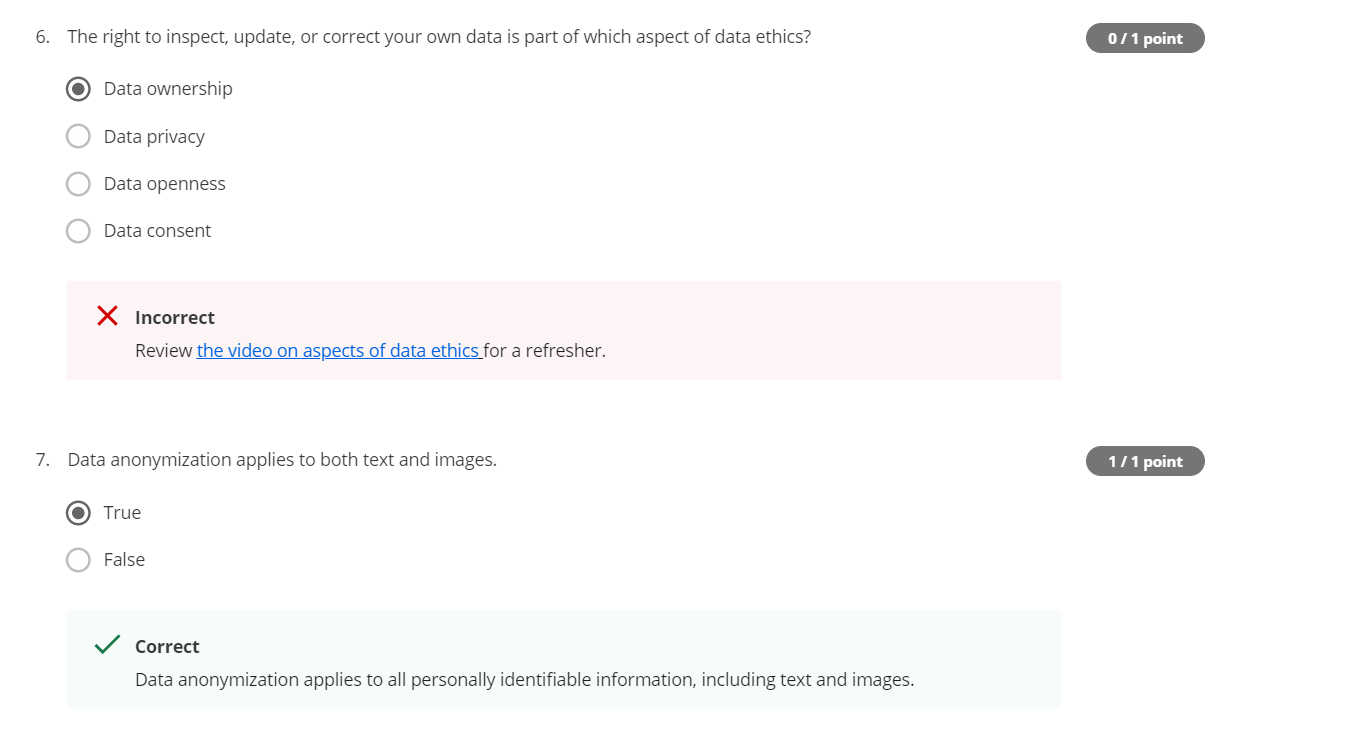 6. The right to inspect, update, or correct your own data is part of which aspect of data ethics?
0 / 1 point
Data ownership
Data privacy
Data openness
Data consent
Incorrect
Review the video on aspects of data ethics for a refresher.
7. Data anonymization applies to both text and images.
1 / 1 point
True
False
Correct
Data anonymization applies to all personally identifiable information, including text and images.